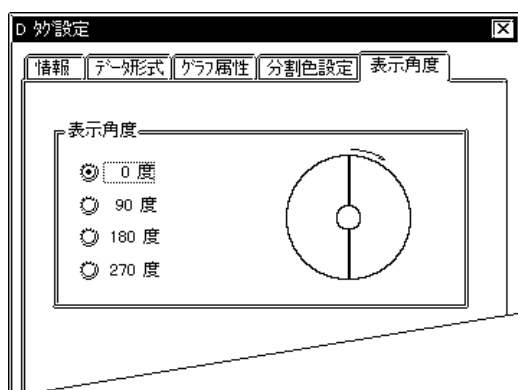 D ﾀｸﾞ設定
情報 ﾃﾞｰﾀ形式 ｸﾞﾗﾌ属性 分割色設定 表示角度
表示角度
0 度
90 度
180 度
270 度